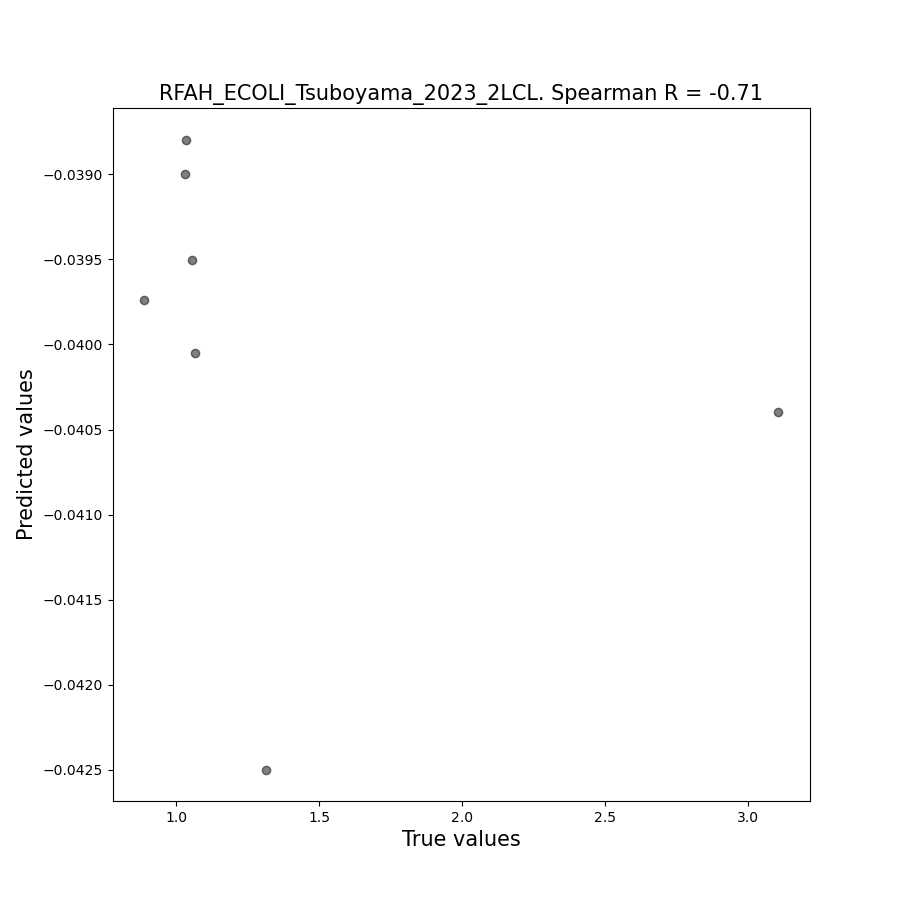 RFAH_ECOLI_Tsuboyama_2023_2LCL. Spearman R = -0.71
−0.0390
−0.0395
−0.0400
−0.0405
−0.0410
−0.0415
−0.0420
−0.0425
Predicted values
1.0 1.5 2.0 2.5 3.0
True values